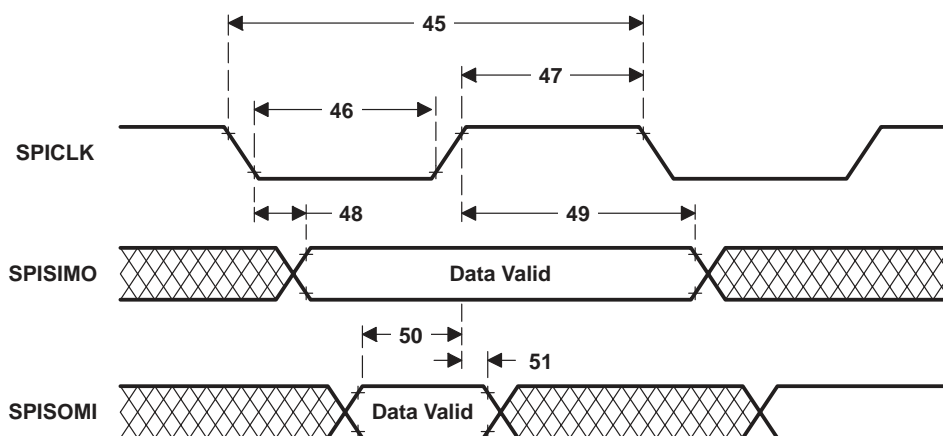 45
47
46
SPICLK
48
49
SPISIMO
Data Valid
50
51
SPISOMI
Data Valid